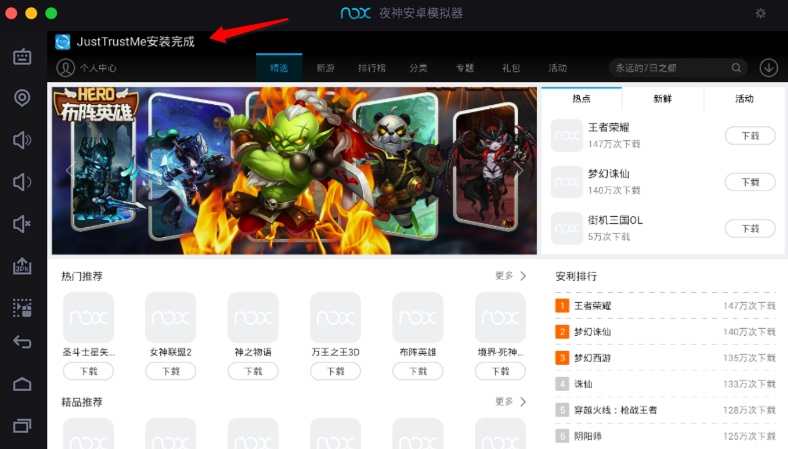 nox 夜神安卓模拟器
JustTrustMe安装完成
个人中心 精选 新游 排行榜 分类 专题 礼包 活动 永远的7日之都
HERO
布阵英雄
热点 新鲜 活动
nox 王者荣耀 下载
147万次下载
nox 梦幻诛仙 下载
140万次下载
nox 街机三国OL 下载
5万次下载
热门推荐 更多
nox nox nox nox nox nox
圣斗士星矢... 女神联盟2 神之物语 万王之王3D 布阵英雄 境界-死神...
下载 下载 下载 下载 下载 下载
精品推荐 更多
安利排行
1 王者荣耀 147万次下载
2 梦幻诛仙 140万次下载
3 梦幻西游 135万次下载
4 诛仙 133万次下载
5 穿越火线：枪战王者 128万次下载
6 阴阳师 125万次下载